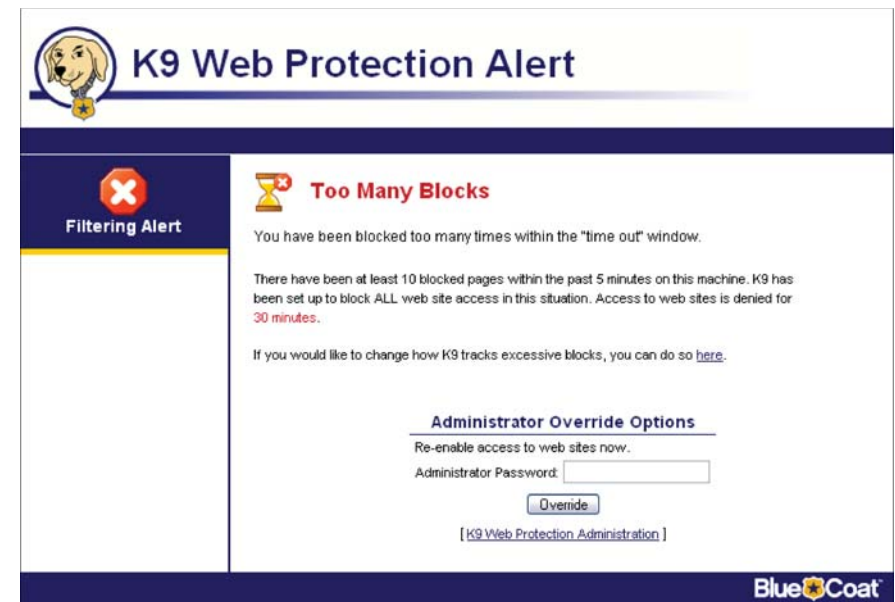 K9 Web Protection Alert
Filtering Alert
Too Many Blocks
You have been blocked too many times within the "time out" window.
There have been at least 10 blocked pages within the past 5 minutes on this machine. K9 has
been set up to block ALL web site access in this situation. Access to web sites is denied for
30 minutes.
If you would like to change how K9 tracks excessive blocks, you can do so here.
Administrator Override Options
Re-enable access to web sites now.
Administrator Password:
Override
[ K9 Web Protection Administration ]
Blue Coat